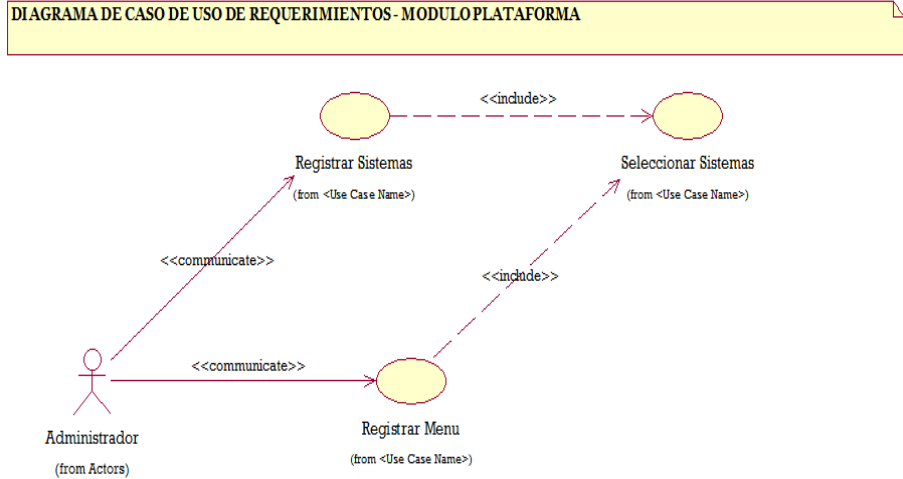 DIAGRAMA DE CASO DE USO DE REQUERIMIENTOS - MODULO PLATAFORMA
<<include>>
Registrar Sistemas
(from <Use Case Name>)
Seleccionar Sistemas
(from <Use Case Name>)
<<communicate>>
<<include>>
<<communicate>>
Registrar Menu
(from <Use Case Name>)
Administrador
(from Actors)